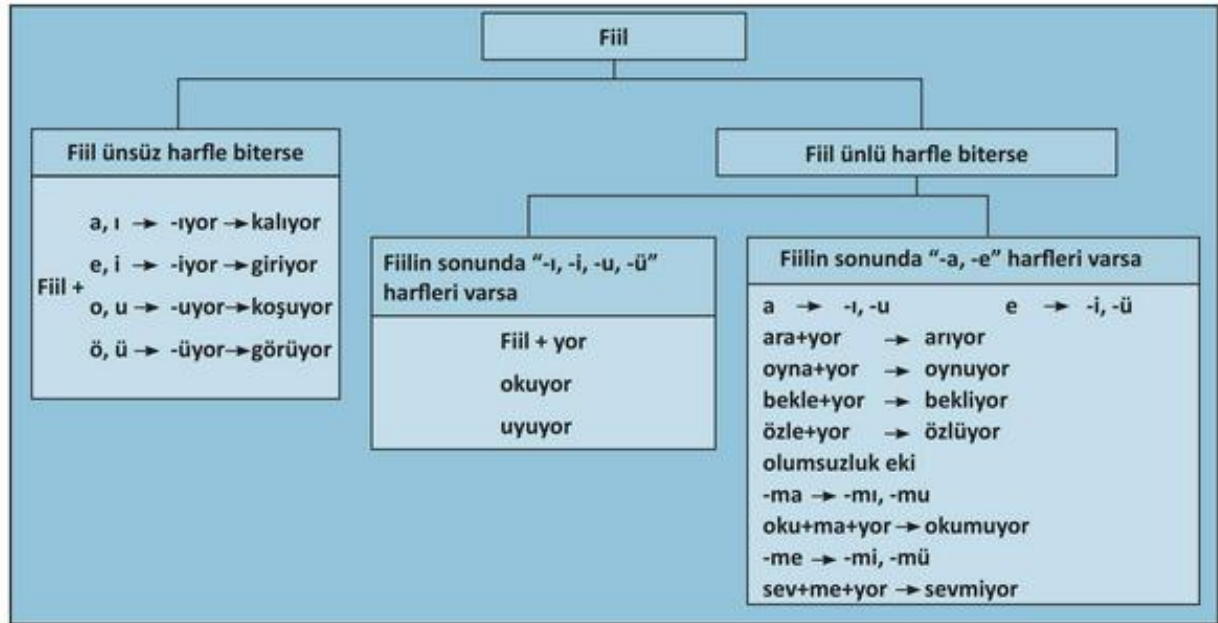 Fiil
Fiil ünsüz harfle biterse
Fiil +
a, ı → -ıyor → kalıyor
e, i → -iyor → giriyor
o, u → -uyor → koşuyor
ö, ü → -üyor → görüyor
Fiil ünlü harfle biterse
Fiilin sonunda “-ı, -i, -u, -ü”
harfleri varsa
Fiil + yor
okuyor
uyuyor
Fiilin sonunda “-a, -e” harfleri varsa
a → -ı, -u e → -i, -ü
ara+yor → arıyor
oyna+yor → oynuyor
bekle+yor → bekliyor
özle+yor → özlüyor
olumsuzluk eki
-ma → -mı, -mu
oku+ma+yor → okumuyor
-me → -mi, -mü
sev+me+yor → sevmiyor